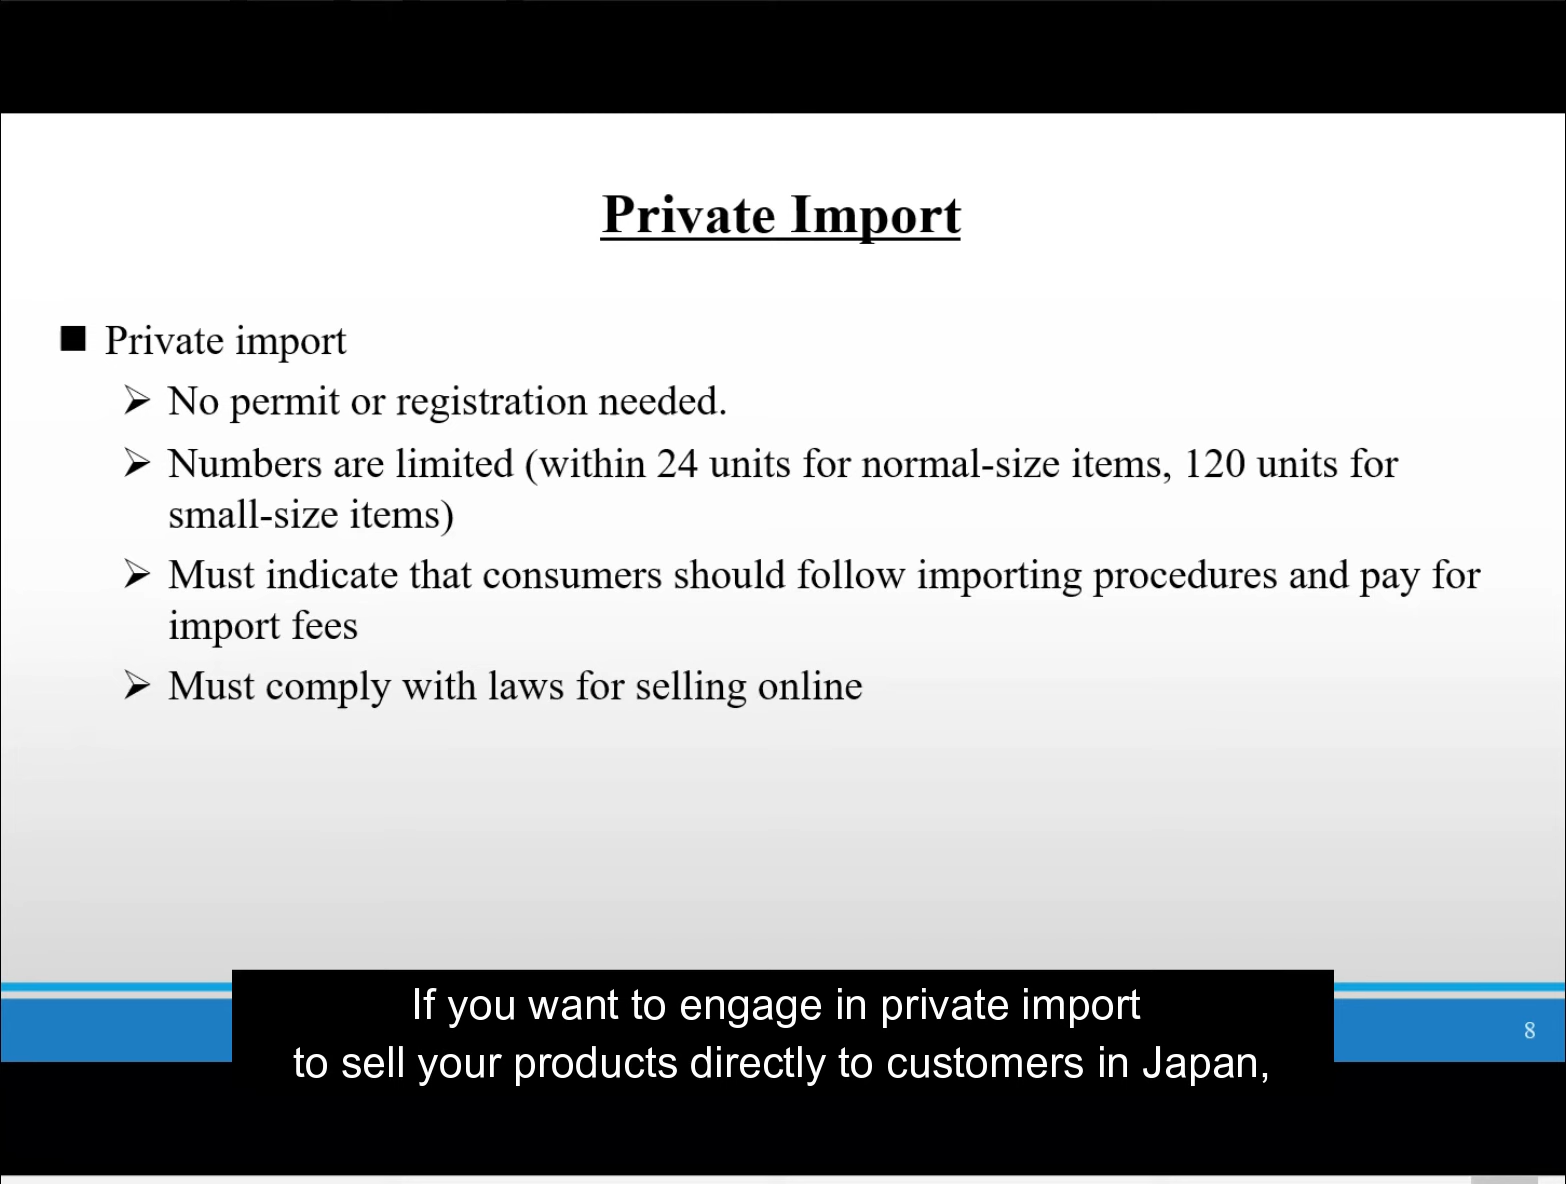 Private Import
■ Private import
➢ No permit or registration needed.
➢ Numbers are limited (within 24 units for normal-size items, 120 units for
small-size items)
➢ Must indicate that consumers should follow importing procedures and pay for
import fees
➢ Must comply with laws for selling online
If you want to engage in private import
to sell your products directly to customers in Japan,
8